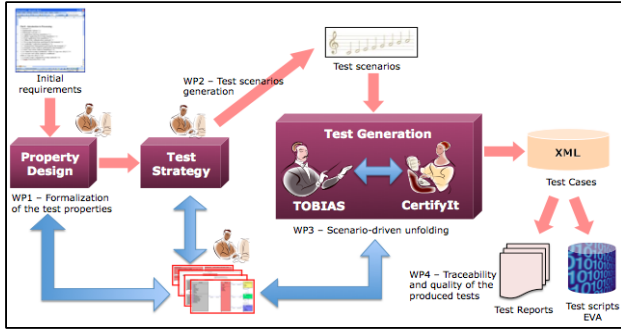 Initial
requirements
WP2 – Test scenarios
generation
Test scenarios
Property
Design
Test
Strategy
Test Generation
TOBIAS
CertifyIt
XML
Test Cases
WP1 – Formalization
of the test properties
WP3 – Scenario-driven unfolding
WP4 – Traceability
and quality of the
produced tests
Test Reports
Test scripts
EVA